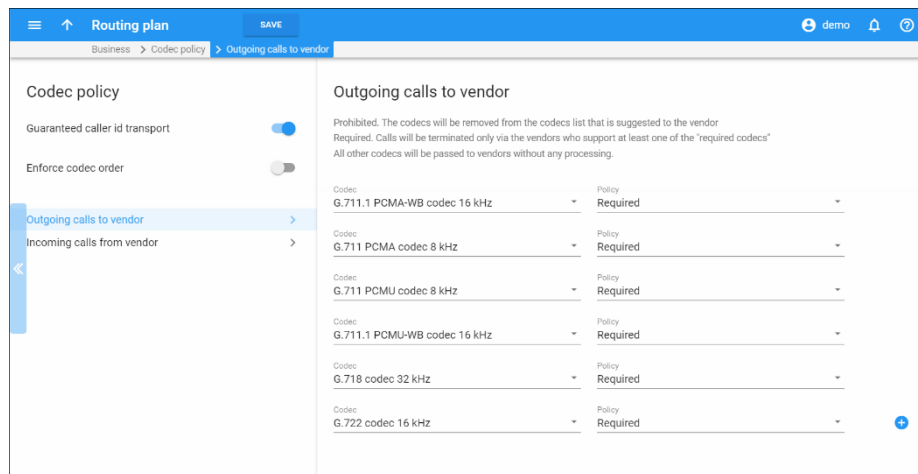 Routing plan
SAVE
demo
Business > Codec policy > Outgoing calls to vendor
Codec policy
Guaranteed caller id transport
Enforce codec order
Outgoing calls to vendor
Incoming calls from vendor
Outgoing calls to vendor
Prohibited. The codecs will be removed from the codecs list that is suggested to the vendor
Required. Calls will be terminated only via the vendors who support at least one of the "required codecs"
All other codecs will be passed to vendors without any processing.
Codec Policy
G.711.1 PCMA-WB codec 16 kHz Required
Codec Policy
G.711 PCMA codec 8 kHz Required
Codec Policy
G.711 PCMU codec 8 kHz Required
Codec Policy
G.711.1 PCMU-WB codec 16 kHz Required
Codec Policy
G.718 codec 32 kHz Required
Codec Policy
G.722 codec 16 kHz Required